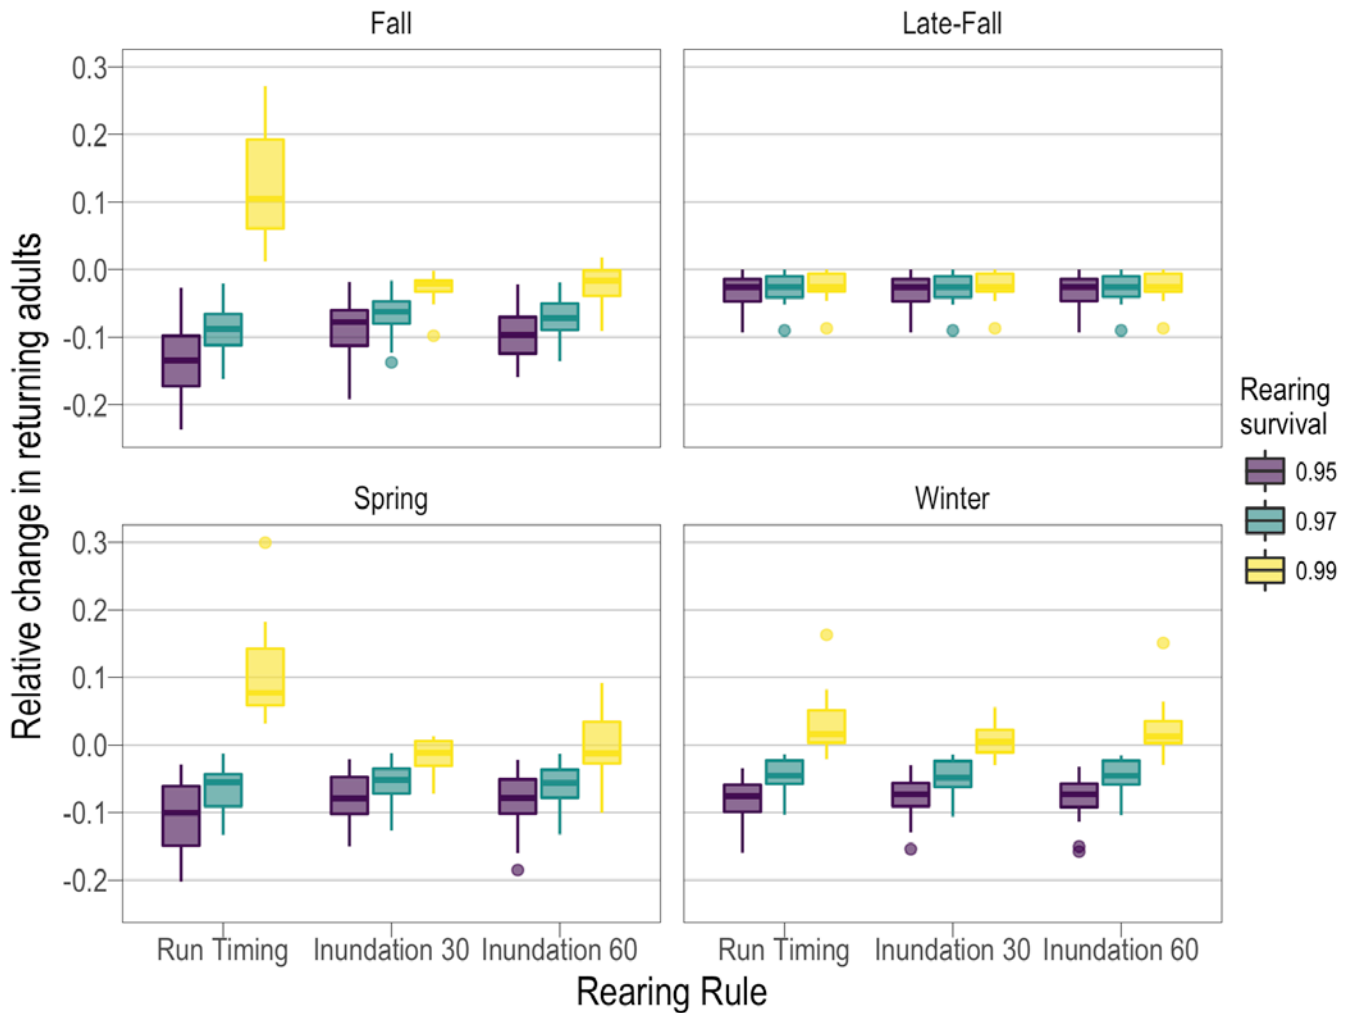 Fall
Late-Fall
0.3
0.2
0.1
0.0
-0.1
-0.2
Spring
Winter
0.3
0.2
0.1
0.0
-0.1
-0.2
Relative change in returning adults
Run Timing
Inundation 30
Inundation 60
Run Timing
Inundation 30
Inundation 60
Rearing Rule
Rearing
survival
0.95
0.97
0.99